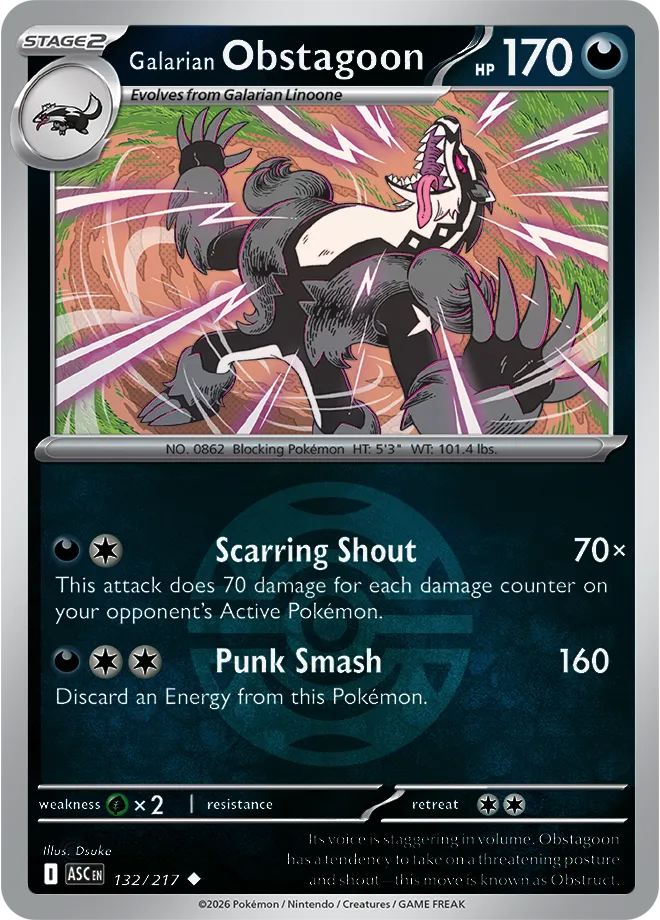 STAGE2
Galarian Obstagoon HP 170
Evolves from Galarian Linoone
NO. 0862 Blocking Pokémon HT: 5'3" WT: 101.4 lbs.
Scarring Shout 70×
This attack does 70 damage for each damage counter on
your opponent's Active Pokémon.
Punk Smash 160
Discard an Energy from this Pokémon.
weakness ×2 resistance retreat
Illus. Dsuke
Its voice is staggering in volume. Obstagoon
has a tendency to take on a threatening posture
and shout—this move is known as Obstruct.
I ASC EN 132/217
©2026 Pokémon / Nintendo / Creatures / GAME FREAK